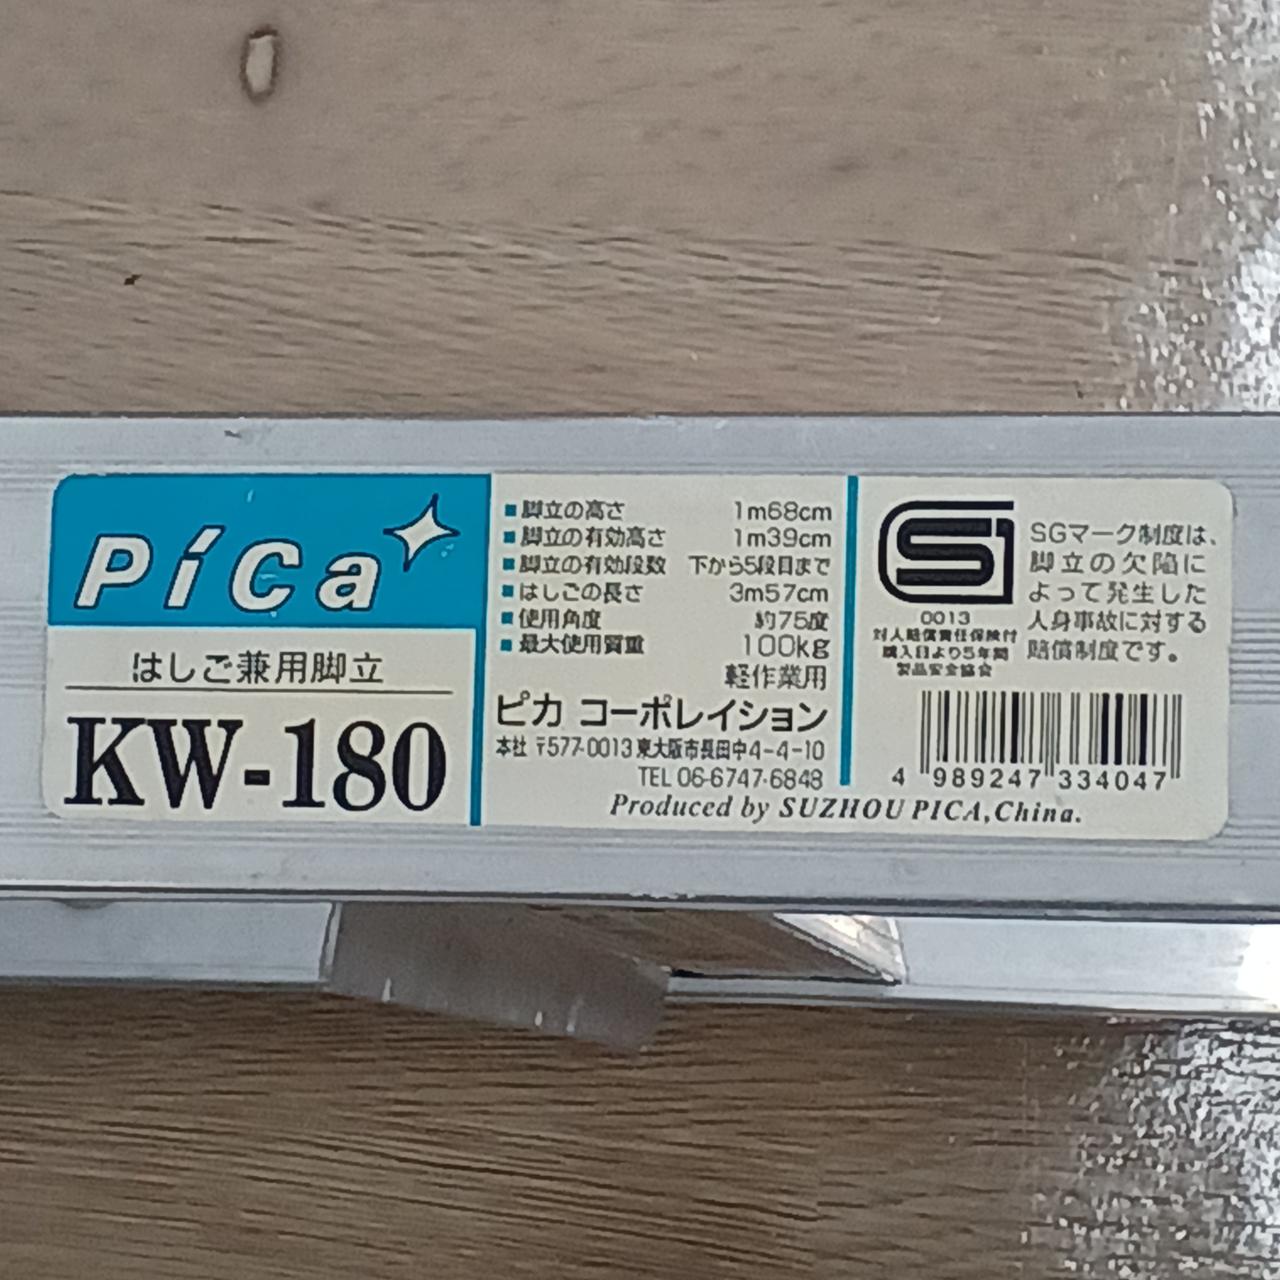 Pica
はしご兼用脚立
KW-180
■脚立の高さ 1m68cm
■脚立の有効高さ 1m39cm
■脚立の有効段数 下から5段目まで
■はしごの長さ 3m57cm
■使用角度 約75度
■最大使用質量 100kg
軽作業用
ピカ コーポレイション
本社 〒577-0013 東大阪市長田中4-4-10
TEL 06-6747-6848
Produced by SUZHOU PICA,China.
SG
0013
対人賠償責任保険付
購入日より5年間
製品安全協会
SGマーク制度は、
脚立の欠陥に
よって発生した
人身事故に対する
賠償制度です。
4 989247 334047